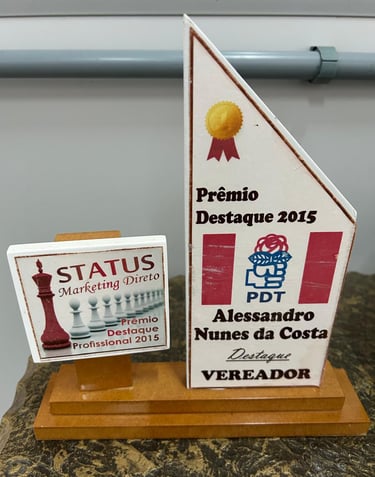 STATUS
Marketing Direto
Prêmio
Destaque
Profissional 2015
Prêmio
Destaque 2015
PDT
Alessandro
Nunes da Costa
Destaque
VEREADOR